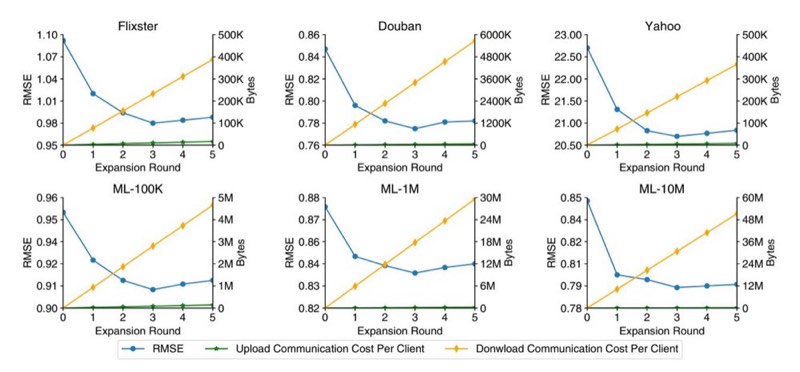 Flixster
1.10
1.07
1.04
1.01
0.98
0.95
RMSE
500K
400K
300K
200K
100K
0
Bytes
0 1 2 3 4 5
Expansion Round
Douban
0.86
0.84
0.82
0.80
0.78
0.76
RMSE
6000K
4800K
3600K
2400K
1200K
0
Bytes
0 1 2 3 4 5
Expansion Round
Yahoo
23.00
22.50
22.00
21.50
21.00
20.50
RMSE
500K
400K
300K
200K
100K
0
Bytes
0 1 2 3 4 5
Expansion Round
ML-100K
0.96
0.95
0.94
0.92
0.91
0.90
RMSE
5M
4M
3M
2M
1M
0
Bytes
0 1 2 3 4 5
Expansion Round
ML-1M
0.88
0.87
0.86
0.84
0.83
0.82
RMSE
30M
24M
18M
12M
6M
0
Bytes
0 1 2 3 4 5
Expansion Round
ML-10M
0.85
0.84
0.82
0.81
0.79
0.78
RMSE
60M
48M
36M
24M
12M
0
Bytes
0 1 2 3 4 5
Expansion Round
RMSE Upload Communication Cost Per Client Donwload Communication Cost Per Client